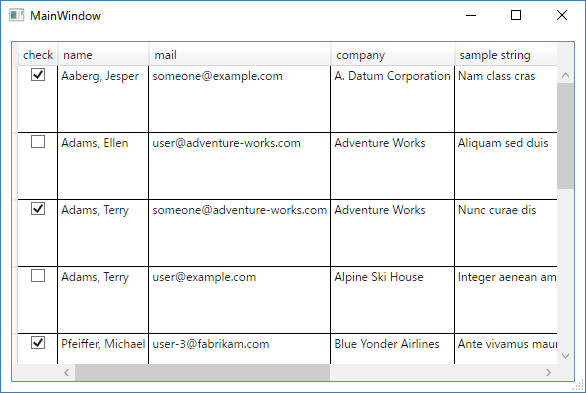 MainWindow
check name mail company sample string
Aaberg, Jesper someone@example.com A. Datum Corporation Nam class cras
Adams, Ellen user@adventure-works.com Adventure Works Aliquam sed duis
Adams, Terry someone@adventure-works.com Adventure Works Nunc curae dis
Adams, Terry user@example.com Alpine Ski House Integer aenean am
Pfeiffer, Michael user-3@fabrikam.com Blue Yonder Airlines Ante vivamus mau